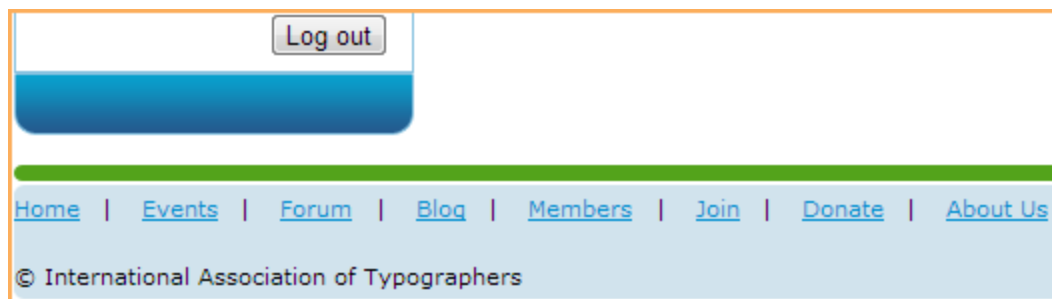 Log out
Home | Events | Forum | Blog | Members | Join | Donate | About Us
© International Association of Typographers